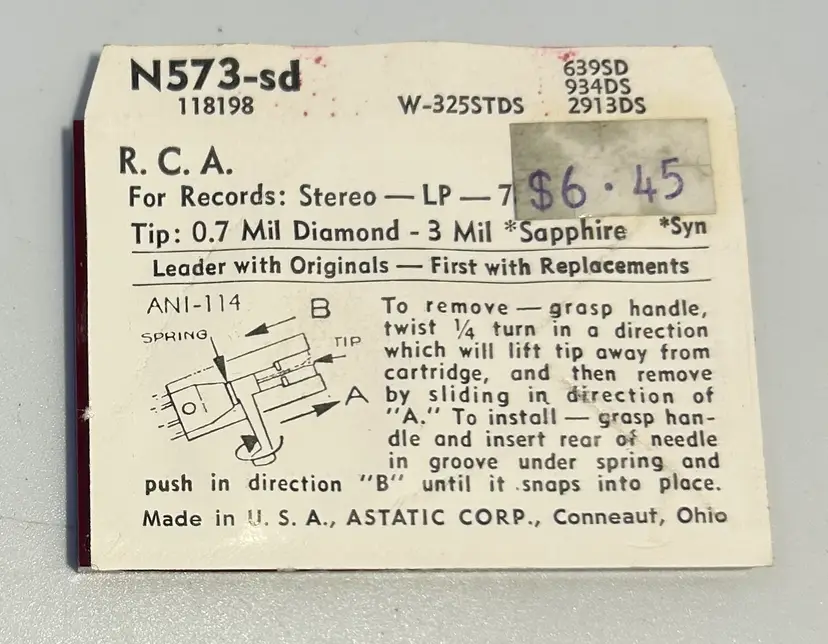 N573-sd
118198
W-325STDS
639SD
934DS
2913DS
R. C. A.
For Records: Stereo — LP — 7
$6.45
Tip: 0.7 Mil Diamond - 3 Mil *Sapphire *Syn
Leader with Originals — First with Replacements
ANI-114
SPRING
B
TIP
A
To remove — grasp handle,
twist ¼ turn in a direction
which will lift tip away from
cartridge, and then remove
by sliding in direction of
"A." To install — grasp han-
dle and insert rear of needle
in groove under spring and
push in direction "B" until it snaps into place.
Made in U. S. A., ASTATIC CORP., Conneaut, Ohio